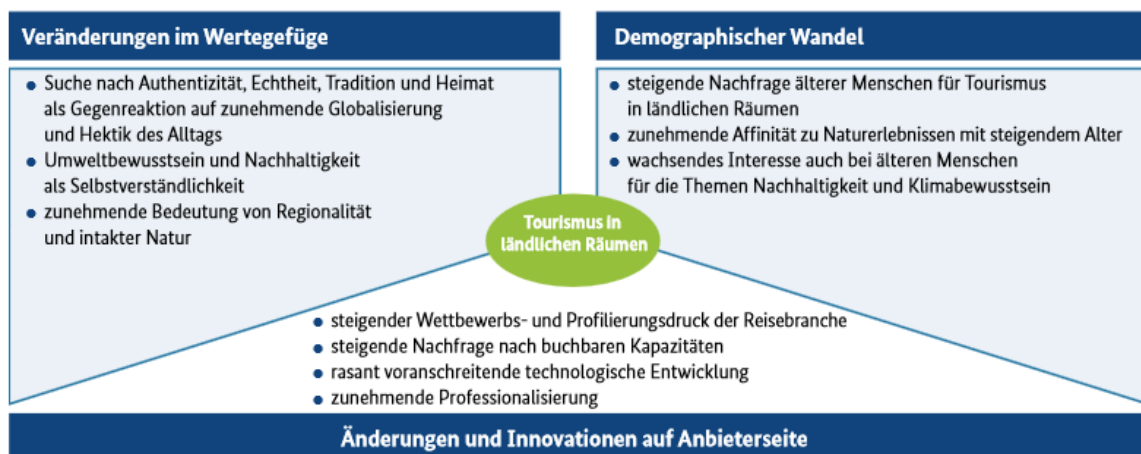 Veränderungen im Wertegefüge
Suche nach Authentizität, Echtheit, Tradition und Heimat
als Gegenreaktion auf zunehmende Globalisierung
und Hektik des Alltags
Umweltbewusstsein und Nachhaltigkeit
als Selbstverständlichkeit
zunehmende Bedeutung von Regionalität
und intakter Natur
Demographischer Wandel
steigende Nachfrage älterer Menschen für Tourismus
in ländlichen Räumen
zunehmende Affinität zu Naturerlebnissen mit steigendem Alter
wachsendes Interesse auch bei älteren Menschen
für die Themen Nachhaltigkeit und Klimabewusstsein
Tourismus in
ländlichen Räumen
steigender Wettbewerbs- und Profilierungsdruck der Reisebranche
steigende Nachfrage nach buchbaren Kapazitäten
rasant voranschreitende technologische Entwicklung
zunehmende Professionalisierung
Änderungen und Innovationen auf Anbieterseite